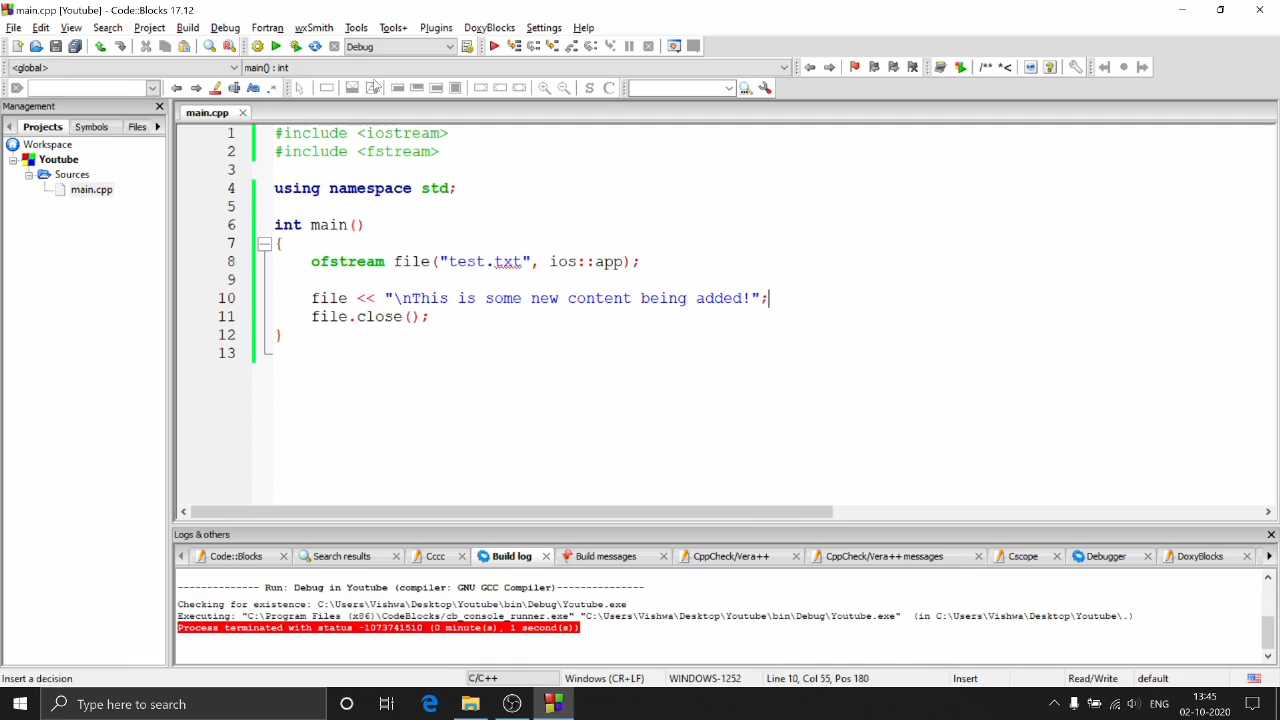 main.cpp [Youtube] - Code::Blocks 17.12
File Edit View Search Project Build Debug Fortran wxSmith Tools Tools+ Plugins DoxyBlocks Settings Help
Debug
<global> main() : int /** *<
S C
Management
main.cpp
Projects Symbols Files
Workspace
Youtube
Sources
main.cpp
1 #include <iostream>
2 #include <fstream>
3
4 using namespace std;
5
6 int main()
7 {
8 ofstream file("test.txt", ios::app);
9
10 file << "\nThis is some new content being added!";
11 file.close();
12 }
13
Logs & others
Code::Blocks Search results Cccc Build log Build messages CppCheck/Vera++ CppCheck/Vera++ messages Cscope Debugger DoxyBlocks
-------------- Run: Debug in Youtube (compiler: GNU GCC Compiler)---------------
Checking for existence: C:\Users\Vishwa\Desktop\Youtube\bin\Debug\Youtube.exe
Executing: "C:\Program Files (x86)\CodeBlocks/cb_console_runner.exe" "C:\Users\Vishwa\Desktop\Youtube\bin\Debug\Youtube.exe" (in C:\Users\Vishwa\Desktop\Youtube\.)
Process terminated with status -1073741510 (0 minute(s), 1 second(s))
Insert a decision C/C++ Windows (CR+LF) WINDOWS-1252 Line 10, Col 55, Pos 180 Insert Read/Write default
Type here to search
13:45
02-10-2020